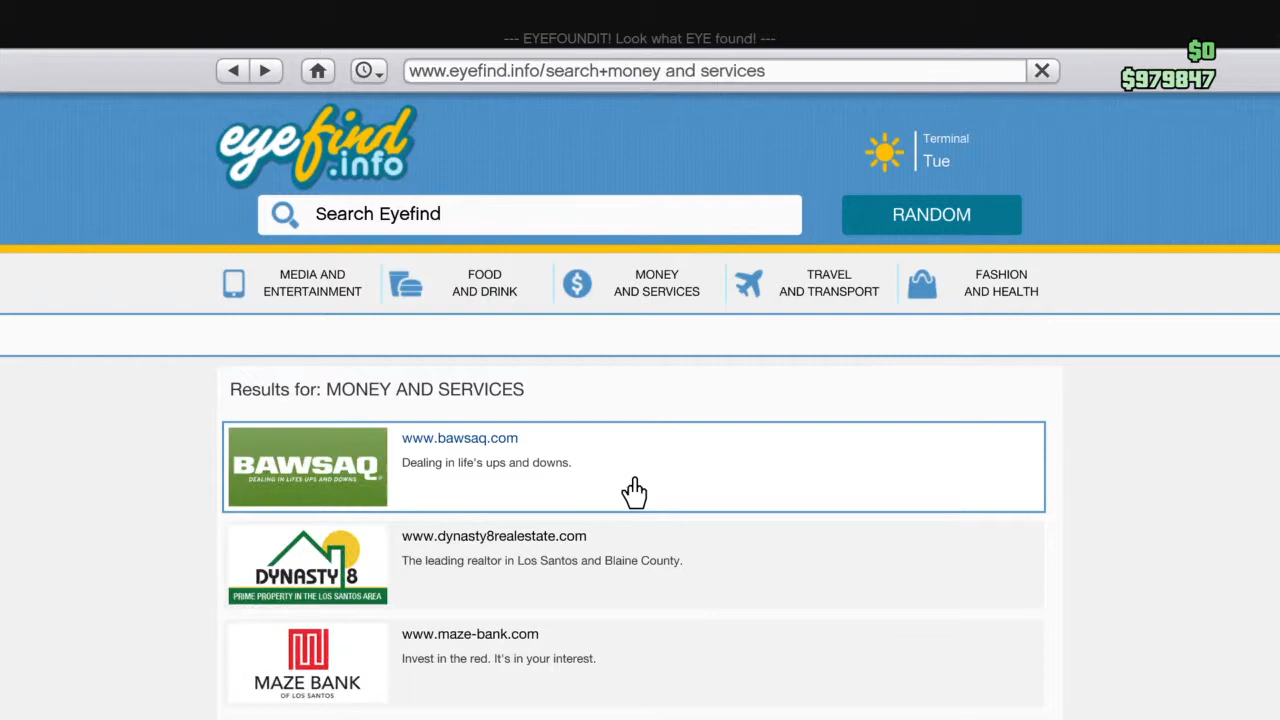 --- EYEFOUNDIT! Look what EYE found! ---
$0
www.eyefind.info/search+money and services
$979847
eyefind.info
Terminal
Tue
Search Eyefind
RANDOM
MEDIA AND
ENTERTAINMENT
FOOD
AND DRINK
MONEY
AND SERVICES
TRAVEL
AND TRANSPORT
FASHION
AND HEALTH
Results for: MONEY AND SERVICES
BAWSAQ
DEALING IN LIFES UPS AND DOWNS
www.bawsaq.com
Dealing in life's ups and downs.
DYNASTY 8
PRIME PROPERTY IN THE LOS SANTOS AREA
www.dynasty8realestate.com
The leading realtor in Los Santos and Blaine County.
MAZE BANK
OF LOS SANTOS
www.maze-bank.com
Invest in the red. It's in your interest.